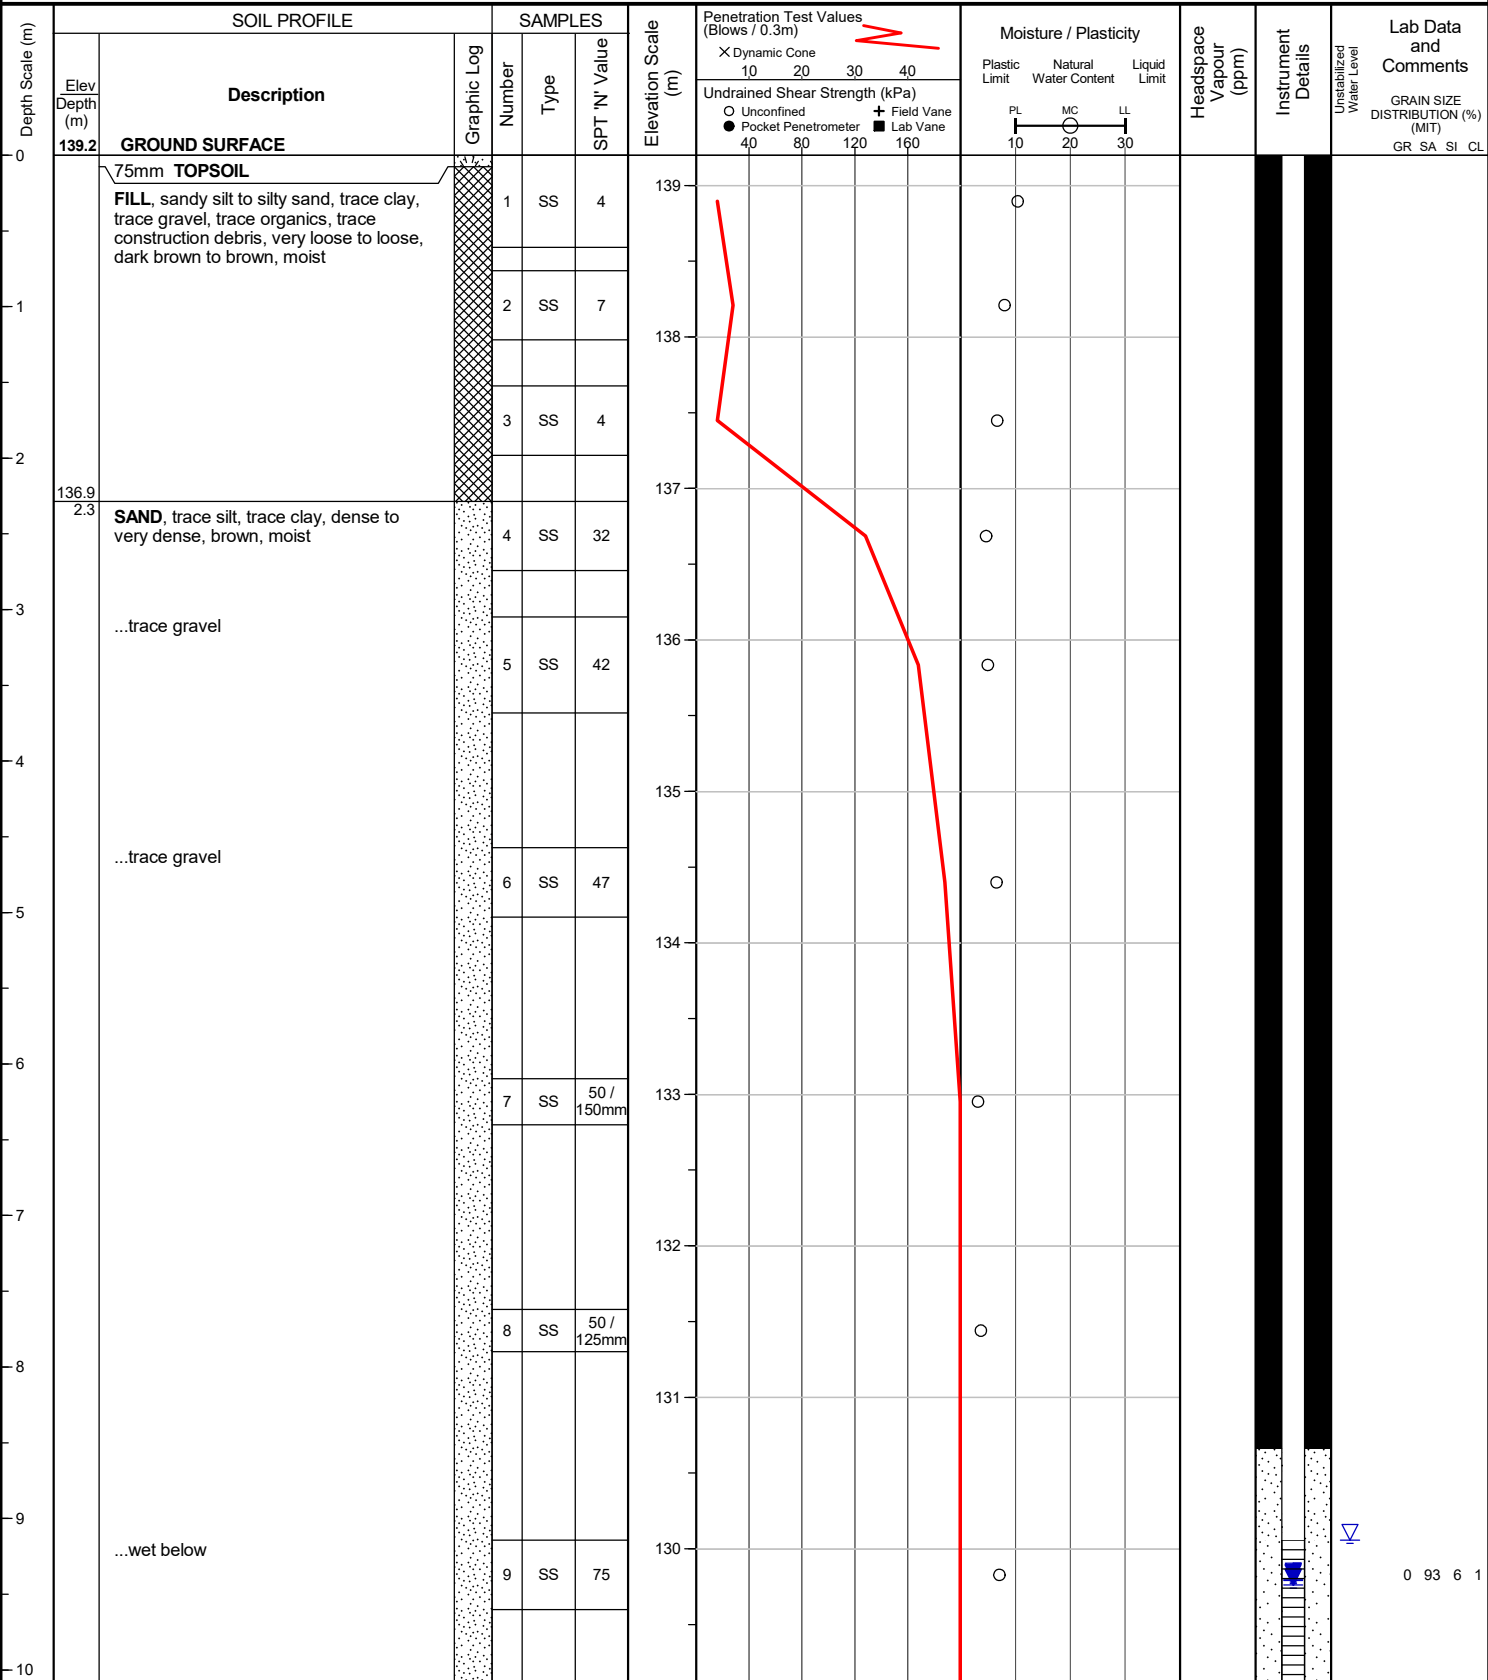 SOIL PROFILE
SAMPLES
Penetration Test Values
(Blows / 0.3m)
× Dynamic Cone
10 20 30 40
Undrained Shear Strength (kPa)
Unconfined
Field Vane
Pocket Penetrometer
Lab Vane
40 80 120 160
Moisture / Plasticity
Plastic Limit
Natural Water Content
Liquid Limit
PL MC LL
10 20 30
Lab Data
and
Comments
GRAIN SIZE
DISTRIBUTION (%)
(MIT)
GR SA SI CL
Depth Scale (m)
Elev
Depth
(m)
Description
Graphic Log
Number
Type
SPT 'N' Value
Elevation Scale
(m)
Headspace
Vapour
(ppm)
Instrument
Details
Unstabilized
Water Level
139.2 GROUND SURFACE
0
75mm TOPSOIL
FILL, sandy silt to silty sand, trace clay,
trace gravel, trace organics, trace
construction debris, very loose to loose,
dark brown to brown, moist
1 SS 4
139
1
2 SS 7
138
3 SS 4
2
137
136.9
2.3
SAND, trace silt, trace clay, dense to
very dense, brown, moist
4 SS 32
3
...trace gravel
136
5 SS 42
4
135
...trace gravel
6 SS 47
5
134
6
133
7 SS 50 /
150mm
7
132
8 SS 50 /
125mm
8
131
9
...wet below
130
9 SS 75
0 93 6 1
10